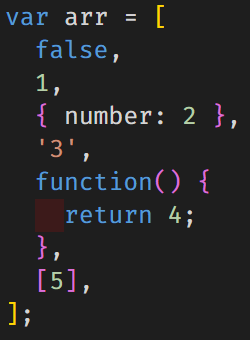 var arr = [
  false,
  1,
  { number: 2 },
  '3',
  function() {
    return 4;
  },
  [5],
];